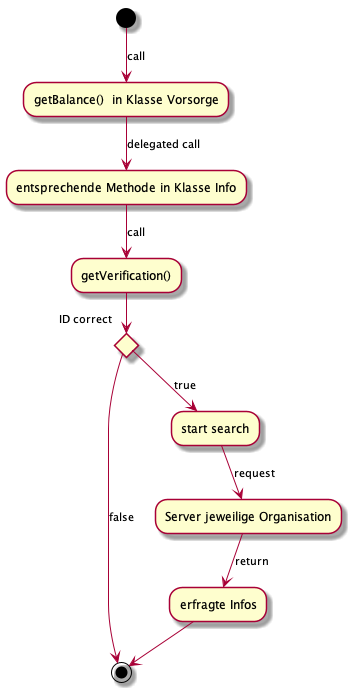 call
getBalance()  in Klasse Vorsorge
delegated call
entsprechende Methode in Klasse Info
call
getVerification()
ID correct
true
start search
request
Server jeweilige Organisation
false
return
erfragte Infos